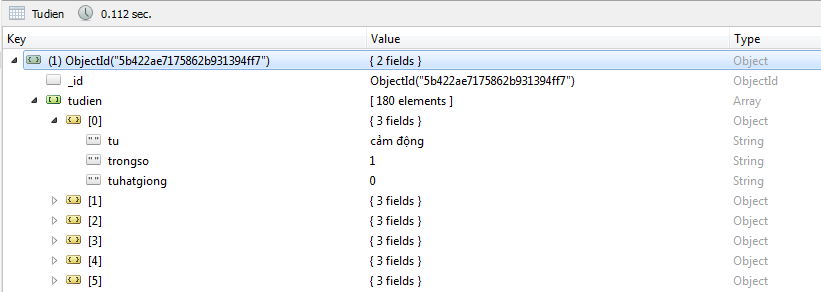 Tudien 0.112 sec.
Key Value Type
(1) ObjectId("5b422ae7175862b931394ff7") { 2 fields } Object
_id ObjectId("5b422ae7175862b931394ff7") ObjectId
tudien [ 180 elements ] Array
[0] { 3 fields } Object
" " tu cảm động String
" " trongso 1 String
" " tuhatgiong 0 String
[1] { 3 fields } Object
[2] { 3 fields } Object
[3] { 3 fields } Object
[4] { 3 fields } Object
[5] { 3 fields } Object